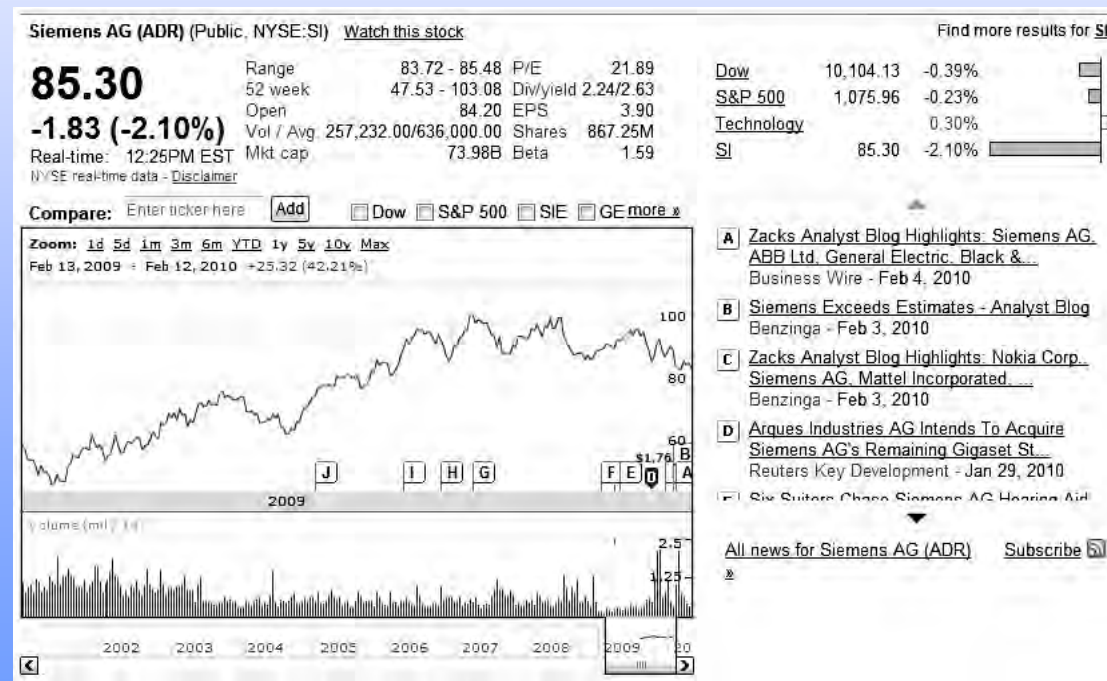 Siemens AG (ADR) (Public, NYSE:SI) Watch this stock
Find more results for SI
85.30
-1.83 (-2.10%)
Real-time: 12:25PM EST
NYSE real-time data - Disclaimer
Range 83.72 - 85.48 P/E 21.89
52 week 47.53 - 103.08 Div/yield 2.24/2.63
Open 84.20 EPS 3.90
Vol / Avg. 257,232.00/636,000.00 Shares 867.25M
Mkt cap 73.98B Beta 1.59
Dow 10,104.13 -0.39%
S&P 500 1,075.96 -0.23%
Technology 0.30%
SI 85.30 -2.10%
Compare: Enter ticker here Add Dow S&P 500 SIE GE more »
Zoom: 1d 5d 1m 3m 6m YTD 1y 5y 10y Max
Feb 13, 2009 - Feb 12, 2010 +25.32 (42.21%)
100
80
60
$1.76 B
J I H G F E D A
2009
Volume (mil / 1d)
2.5
1.25
2002 2003 2004 2005 2006 2007 2008 2009 20
A Zacks Analyst Blog Highlights: Siemens AG,
ABB Ltd, General Electric, Black &...
Business Wire - Feb 4, 2010
B Siemens Exceeds Estimates - Analyst Blog
Benzinga - Feb 3, 2010
C Zacks Analyst Blog Highlights: Nokia Corp.,
Siemens AG, Mattel Incorporated, ...
Benzinga - Feb 3, 2010
D Arques Industries AG Intends To Acquire
Siemens AG's Remaining Gigaset St...
Reuters Key Development - Jan 29, 2010
Six Suitors Chase Siemens AG Hearing Aid
All news for Siemens AG (ADR) Subscribe
»